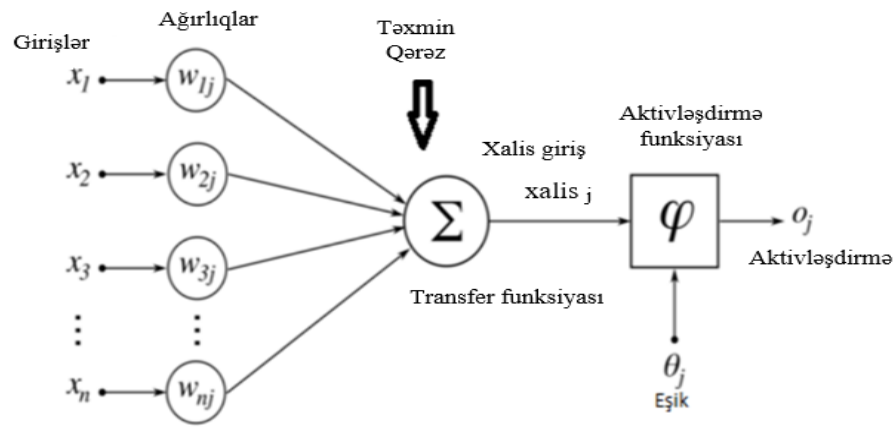 Girişlər
Ağırlıqlar
Təxmin
Qərəz
x1
w1j
x2
w2j
x3
w3j
⋮
⋮
xn
wnj
Σ
Transfer funksiyası
Xalis giriş
xalis j
Aktivləşdirmə
funksiyası
φ
oj
Aktivləşdirmə
θj
Eşik